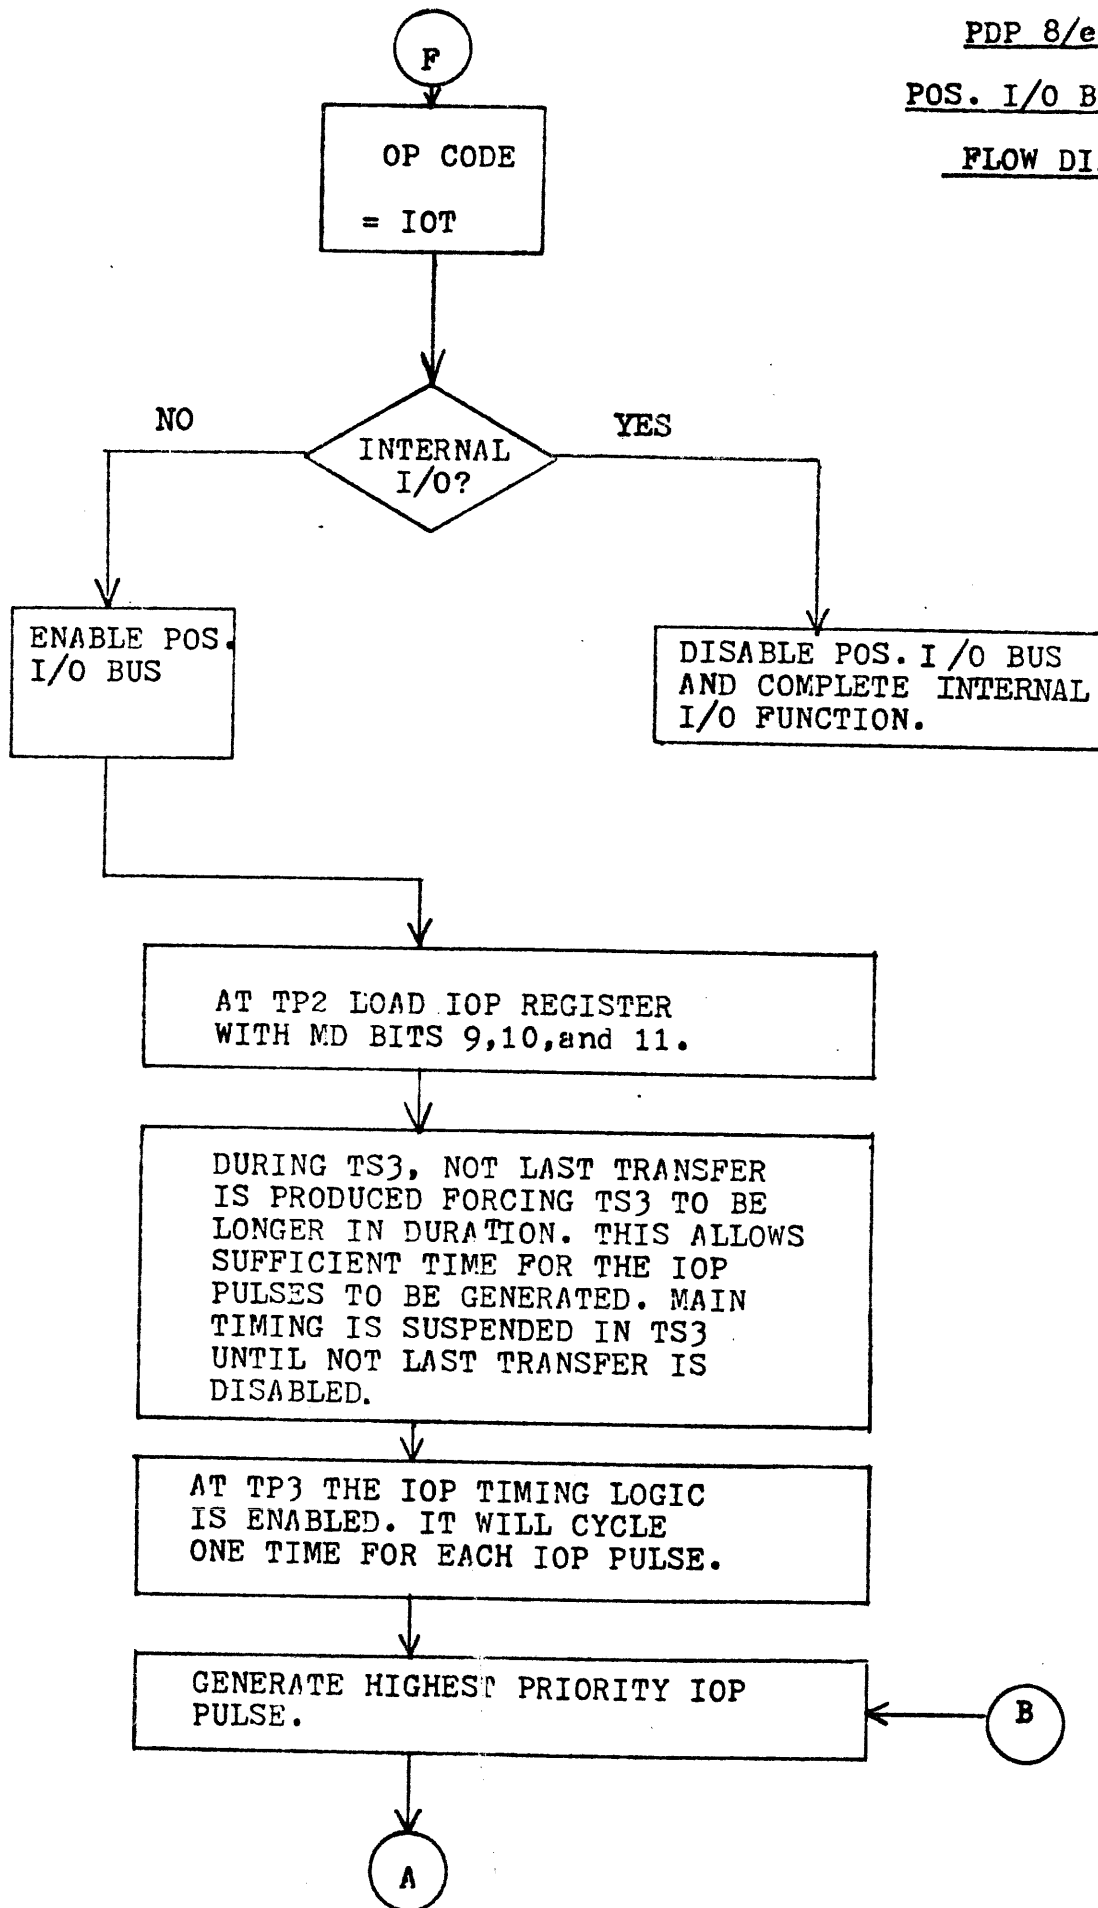 PDP 8/e
POS. I/O B
FLOW DI
F
OP CODE
= IOT
NO
YES
INTERNAL
I/O?
ENABLE POS.
I/O BUS
DISABLE POS. I/O BUS
AND COMPLETE INTERNAL
I/O FUNCTION.
AT TP2 LOAD IOP REGISTER
WITH MD BITS 9,10,and 11.
DURING TS3, NOT LAST TRANSFER
IS PRODUCED FORCING TS3 TO BE
LONGER IN DURATION. THIS ALLOWS
SUFFICIENT TIME FOR THE IOP
PULSES TO BE GENERATED. MAIN
TIMING IS SUSPENDED IN TS3
UNTIL NOT LAST TRANSFER IS
DISABLED.
AT TP3 THE IOP TIMING LOGIC
IS ENABLED. IT WILL CYCLE
ONE TIME FOR EACH IOP PULSE.
GENERATE HIGHEST PRIORITY IOP
PULSE.
B
A